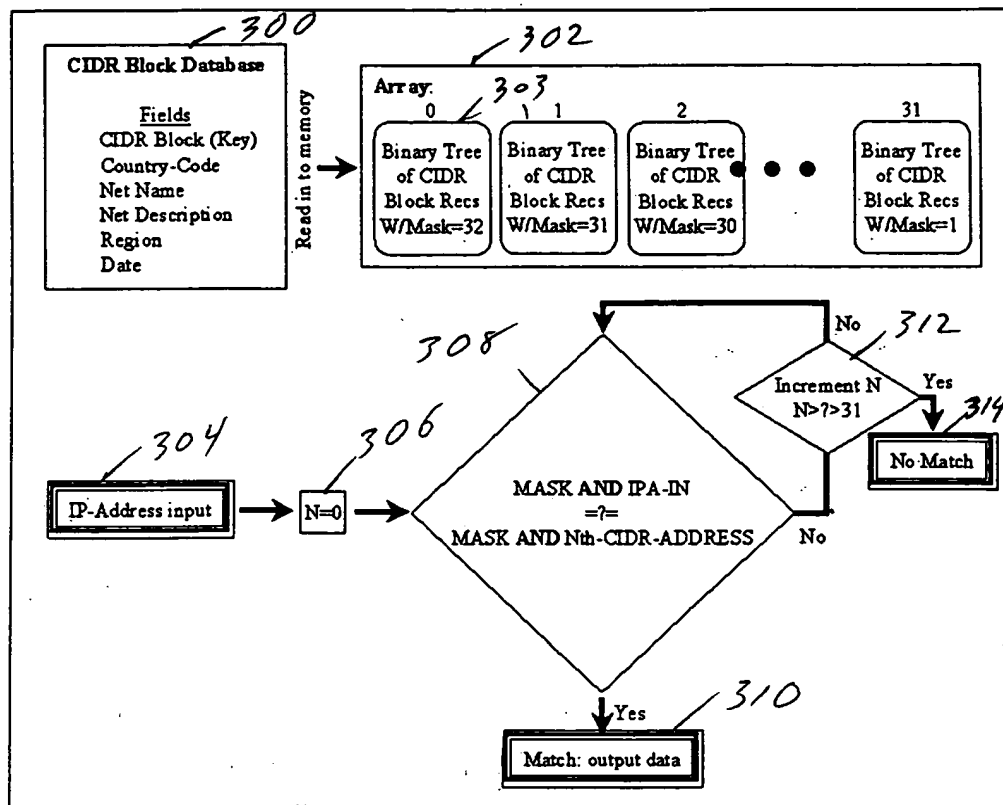 300
302
CIDR Block Database
Fields
CIDR Block (Key)
Country-Code
Net Name
Net Description
Region
Date
Read in to memory
Array:
303
0
1
2
31
Binary Tree
of CIDR
Block Recs
W/Mask=32
Binary Tree
of CIDR
Block Recs
W/Mask=31
Binary Tree
of CIDR
Block Recs
W/Mask=30
Binary Tree
of CIDR
Block Recs
W/Mask=1
308
No
312
Increment N
N>?>31
Yes
314
No Match
304
306
IP-Address input
N=0
MASK AND IPA-IN
=?=
MASK AND Nth-CIDR-ADDRESS
No
Yes
310
Match: output data